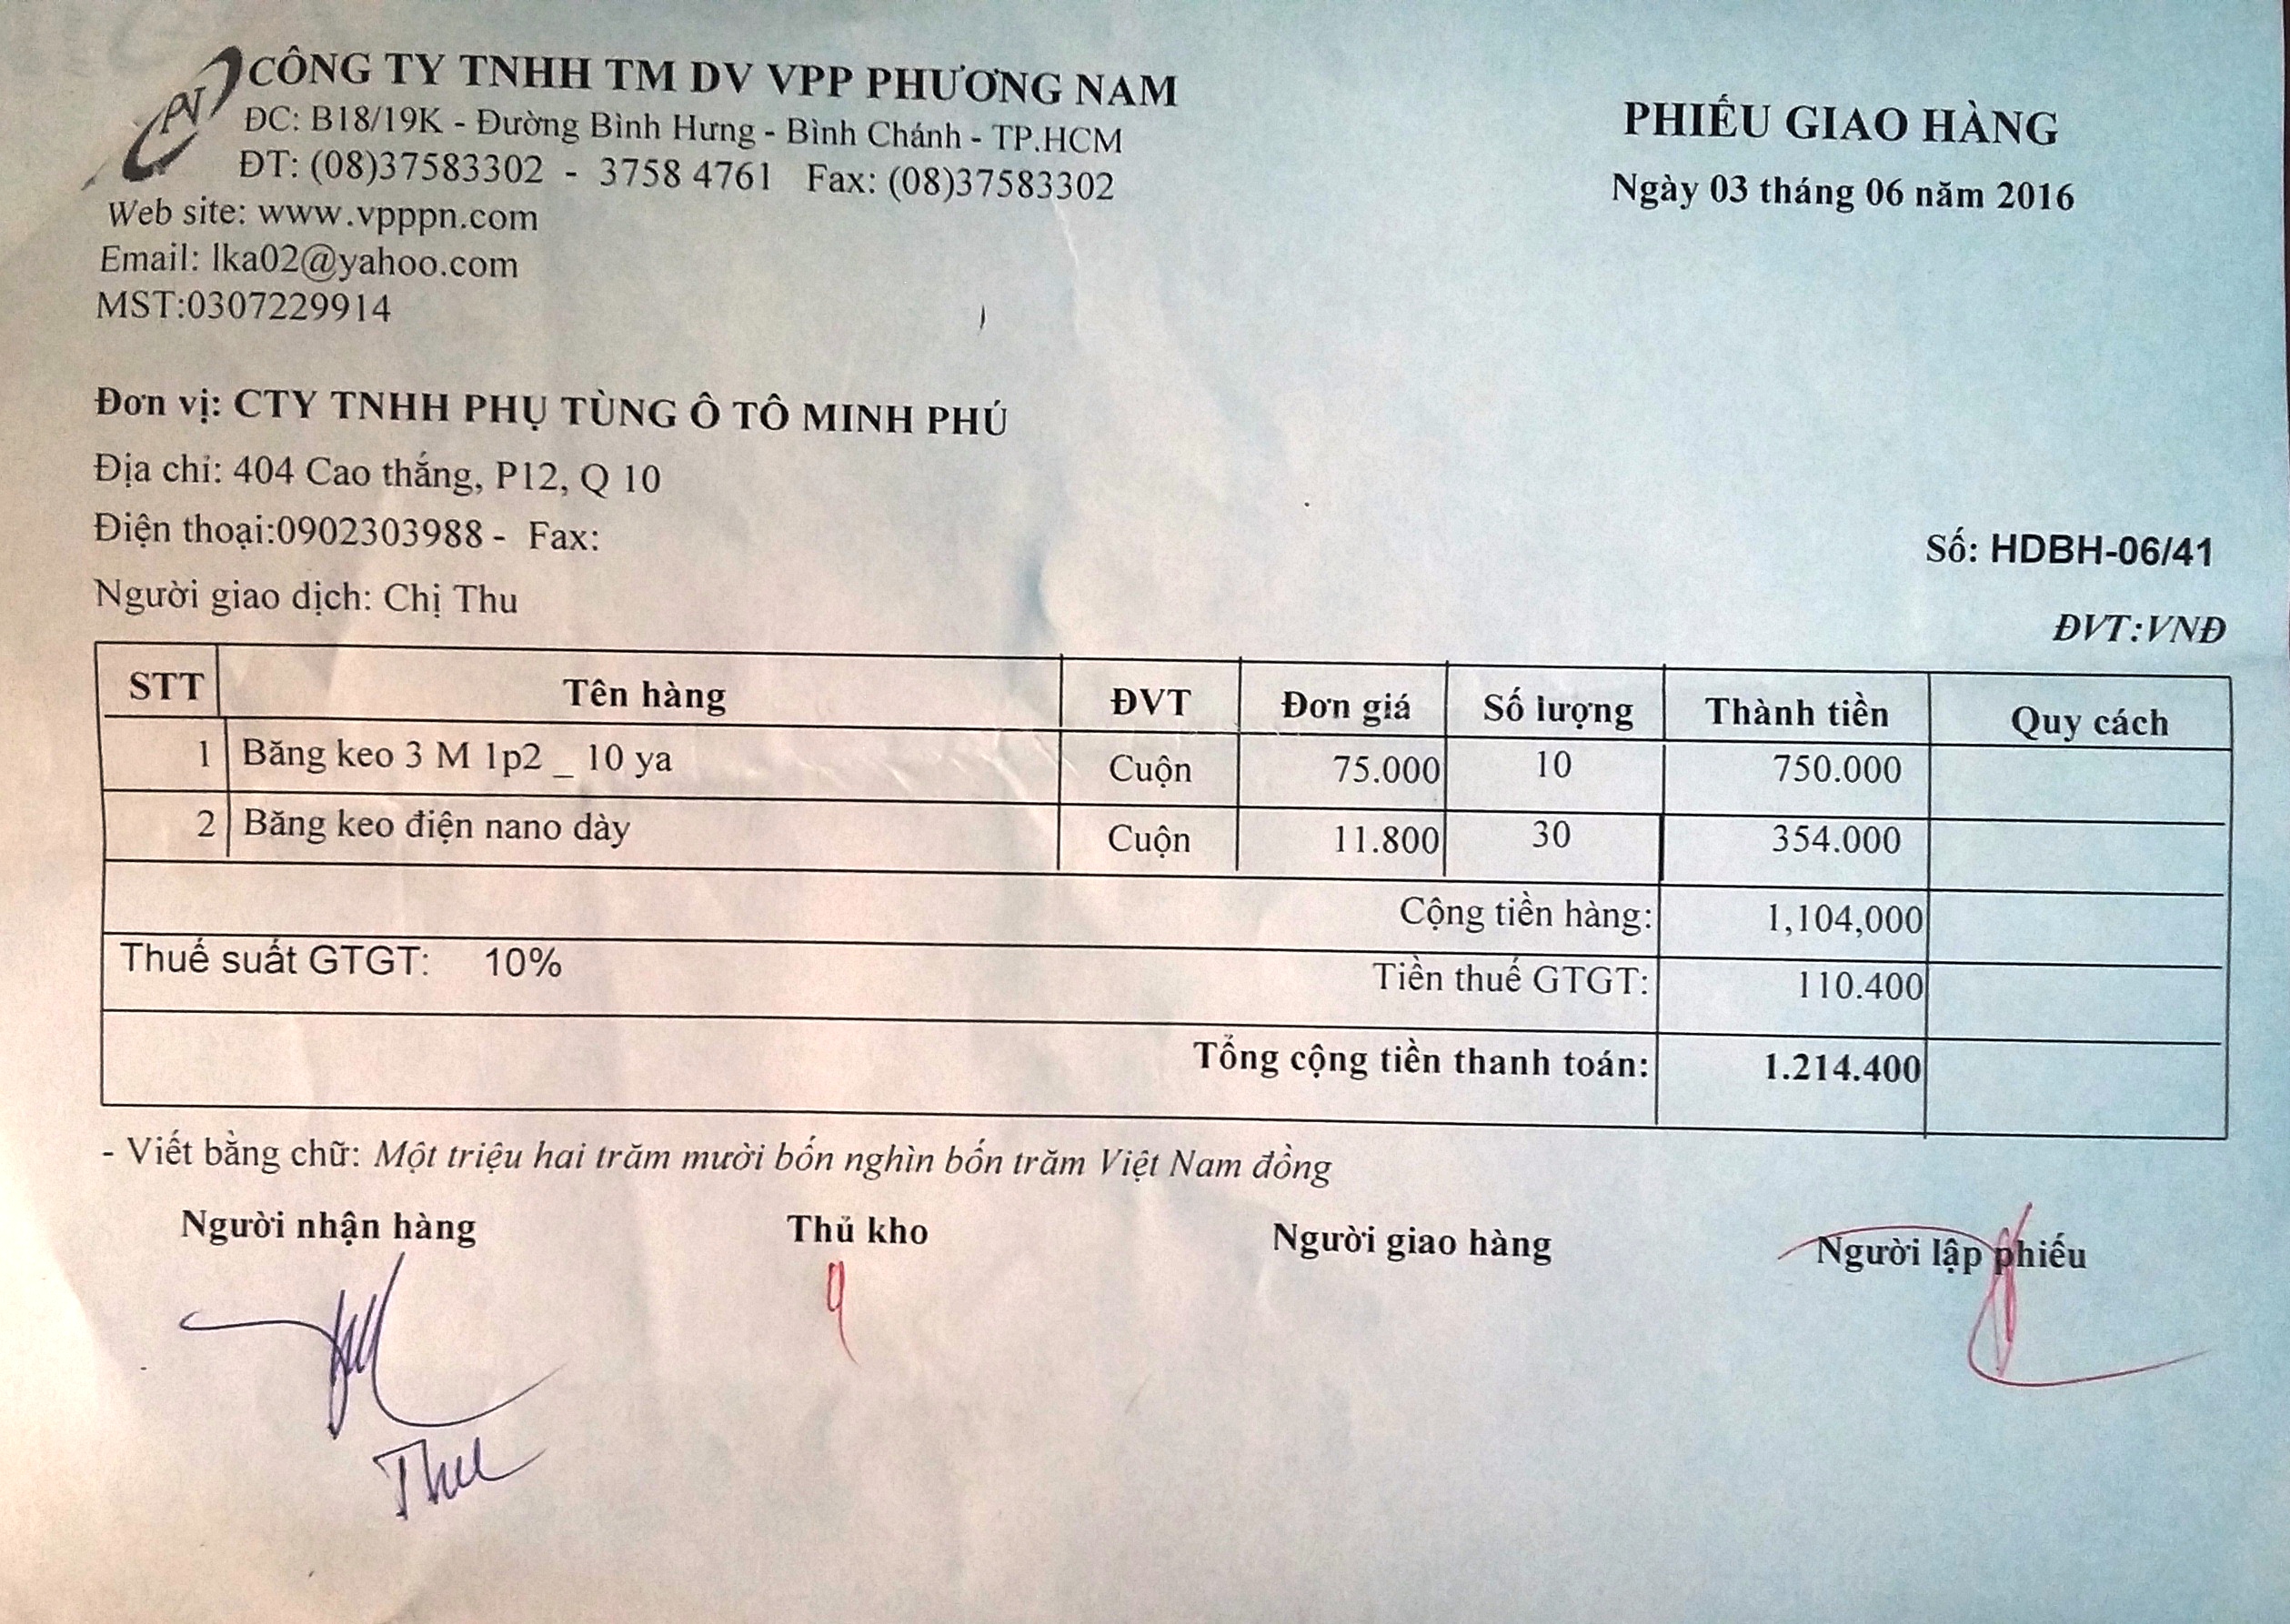 CÔNG TY TNHH TM DV VPP PHƯƠNG NAM
ĐC: B18/19K - Đường Bình Hưng - Bình Chánh - TP.HCM
ĐT: (08)37583302 - 3758 4761 Fax: (08)37583302
Web site: www.vpppn.com
Email: lka02@yahoo.com
MST:0307229914
PN
PHIẾU GIAO HÀNG
Ngày 03 tháng 06 năm 2016
Đơn vị: CTY TNHH PHỤ TÙNG Ô TÔ MINH PHÚ
Địa chỉ: 404 Cao thắng, P12, Q 10
Điện thoại:0902303988 - Fax:
Số: HDBH-06/41
Người giao dịch: Chị Thu
ĐVT:VNĐ
STT Tên hàng ĐVT Đơn giá Số lượng Thành tiền Quy cách
1 Băng keo 3 M 1p2 _ 10 ya Cuộn 75.000 10 750.000
2 Băng keo điện nano dày Cuộn 11.800 30 354.000
Cộng tiền hàng: 1,104,000
Thuế suất GTGT: 10% Tiền thuế GTGT: 110.400
Tổng cộng tiền thanh toán: 1.214.400
- Viết bằng chữ: Một triệu hai trăm mười bốn nghìn bốn trăm Việt Nam đồng
Người nhận hàng Thủ kho Người giao hàng Người lập phiếu
Thu